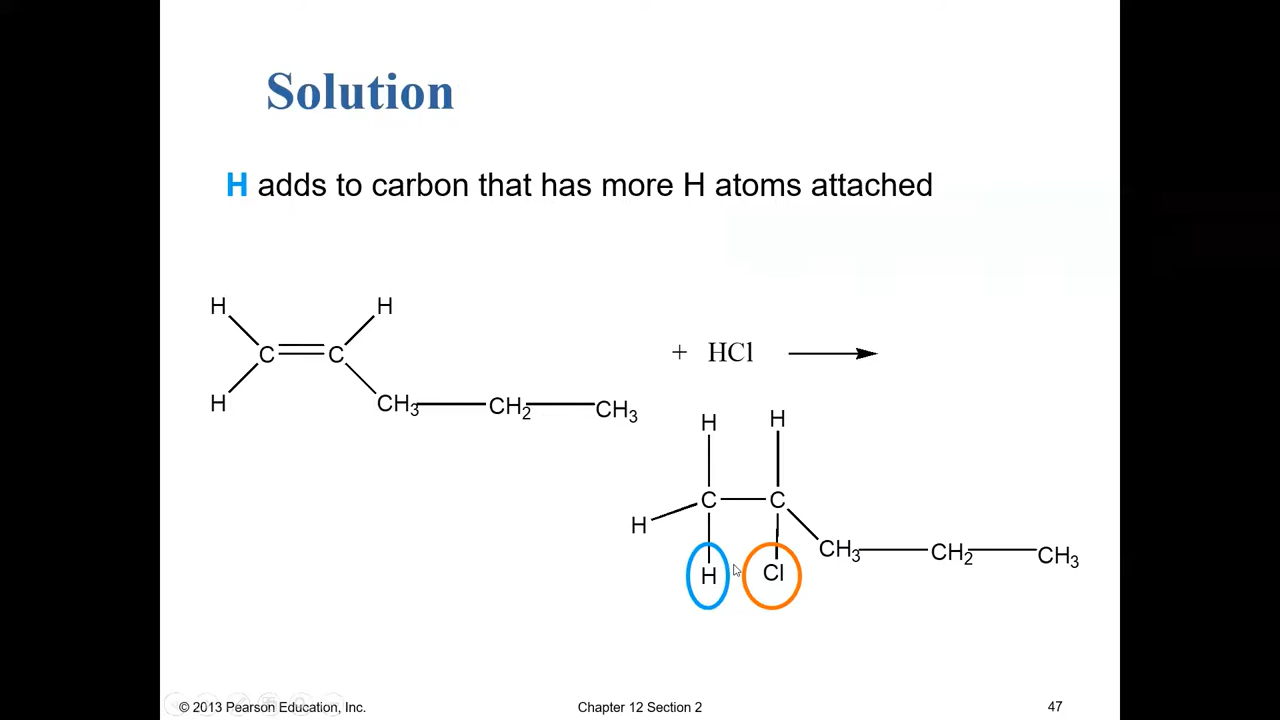 Solution
H adds to carbon that has more H atoms attached
H H
C C + HCl
H CH3 CH2 CH3
H H
C C
H CH3 CH2 CH3
H Cl
© 2013 Pearson Education, Inc. Chapter 12 Section 2 47